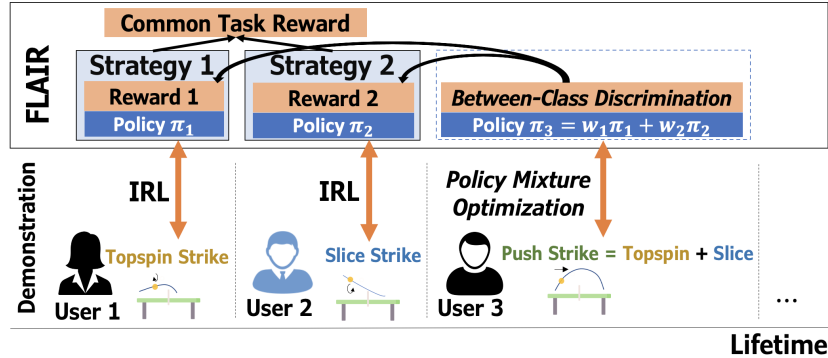 Common Task Reward
FLAIR
Strategy 1
Reward 1
Policy π₁
Strategy 2
Reward 2
Policy π₂
Between-Class Discrimination
Policy π₃ = w₁π₁ + w₂π₂
Demonstration
IRL
IRL
Policy Mixture
Optimization
Topspin Strike
User 1
Slice Strike
User 2
Push Strike = Topspin + Slice
User 3
...
Lifetime